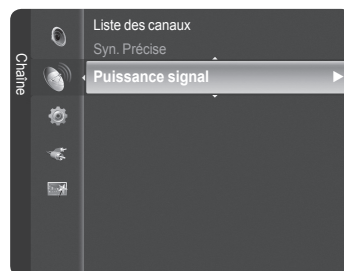 Chaîne
Liste des canaux
Syn. Précise
Puissance signal